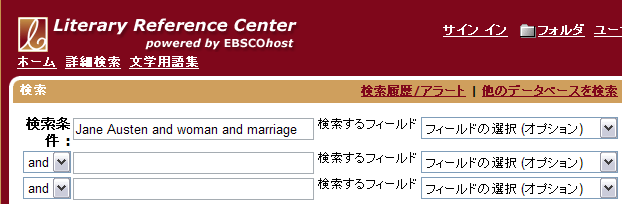 Literary Reference Center
powered by EBSCOhost
サイン イン フォルダ ユー
ホーム 詳細検索 文学用語集
検索 検索履歴/アラート | 他のデータベースを検索
検索条件： Jane Austen and woman and marriage 検索するフィールド フィールドの選択 (オプション)
and 検索するフィールド フィールドの選択 (オプション)
and 検索するフィールド フィールドの選択 (オプション)